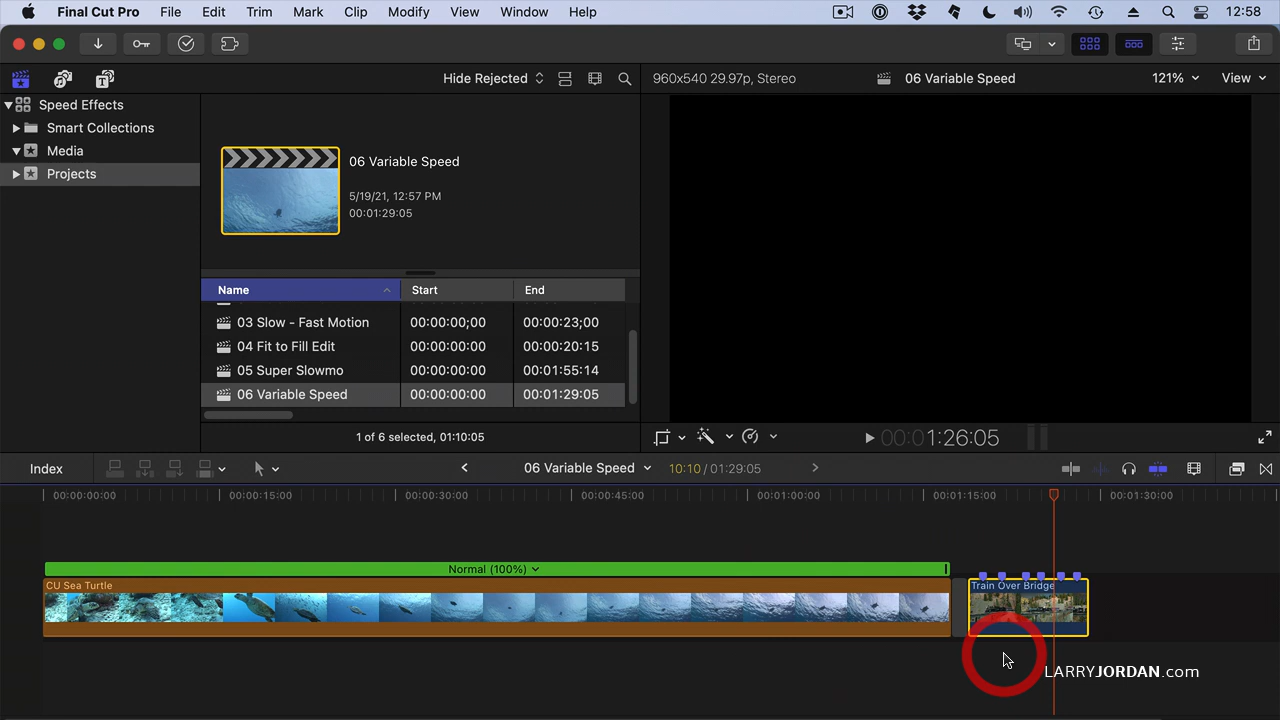 Final Cut Pro File Edit Trim Mark Clip Modify View Window Help 12:58
Hide Rejected 960x540 29.97p, Stereo 06 Variable Speed 121% View
Speed Effects
Smart Collections
Media
Projects
06 Variable Speed
5/19/21, 12:57 PM
00:01:29:05
Name Start End
03 Slow - Fast Motion 00:00:00;00 00:00:23;00
04 Fit to Fill Edit 00:00:00:00 00:00:20:15
05 Super Slowmo 00:00:00:00 00:01:55:14
06 Variable Speed 00:00:00:00 00:01:29:05
1 of 6 selected, 01:10:05
00:01:26:05
Index 06 Variable Speed 10:10 / 01:29:05
00:00:00:00 00:00:15:00 00:00:30:00 00:00:45:00 00:01:00:00 00:01:15:00 00:01:30:00
Normal (100%)
CU Sea Turtle Train Over Bridge
LARRYJORDAN.com